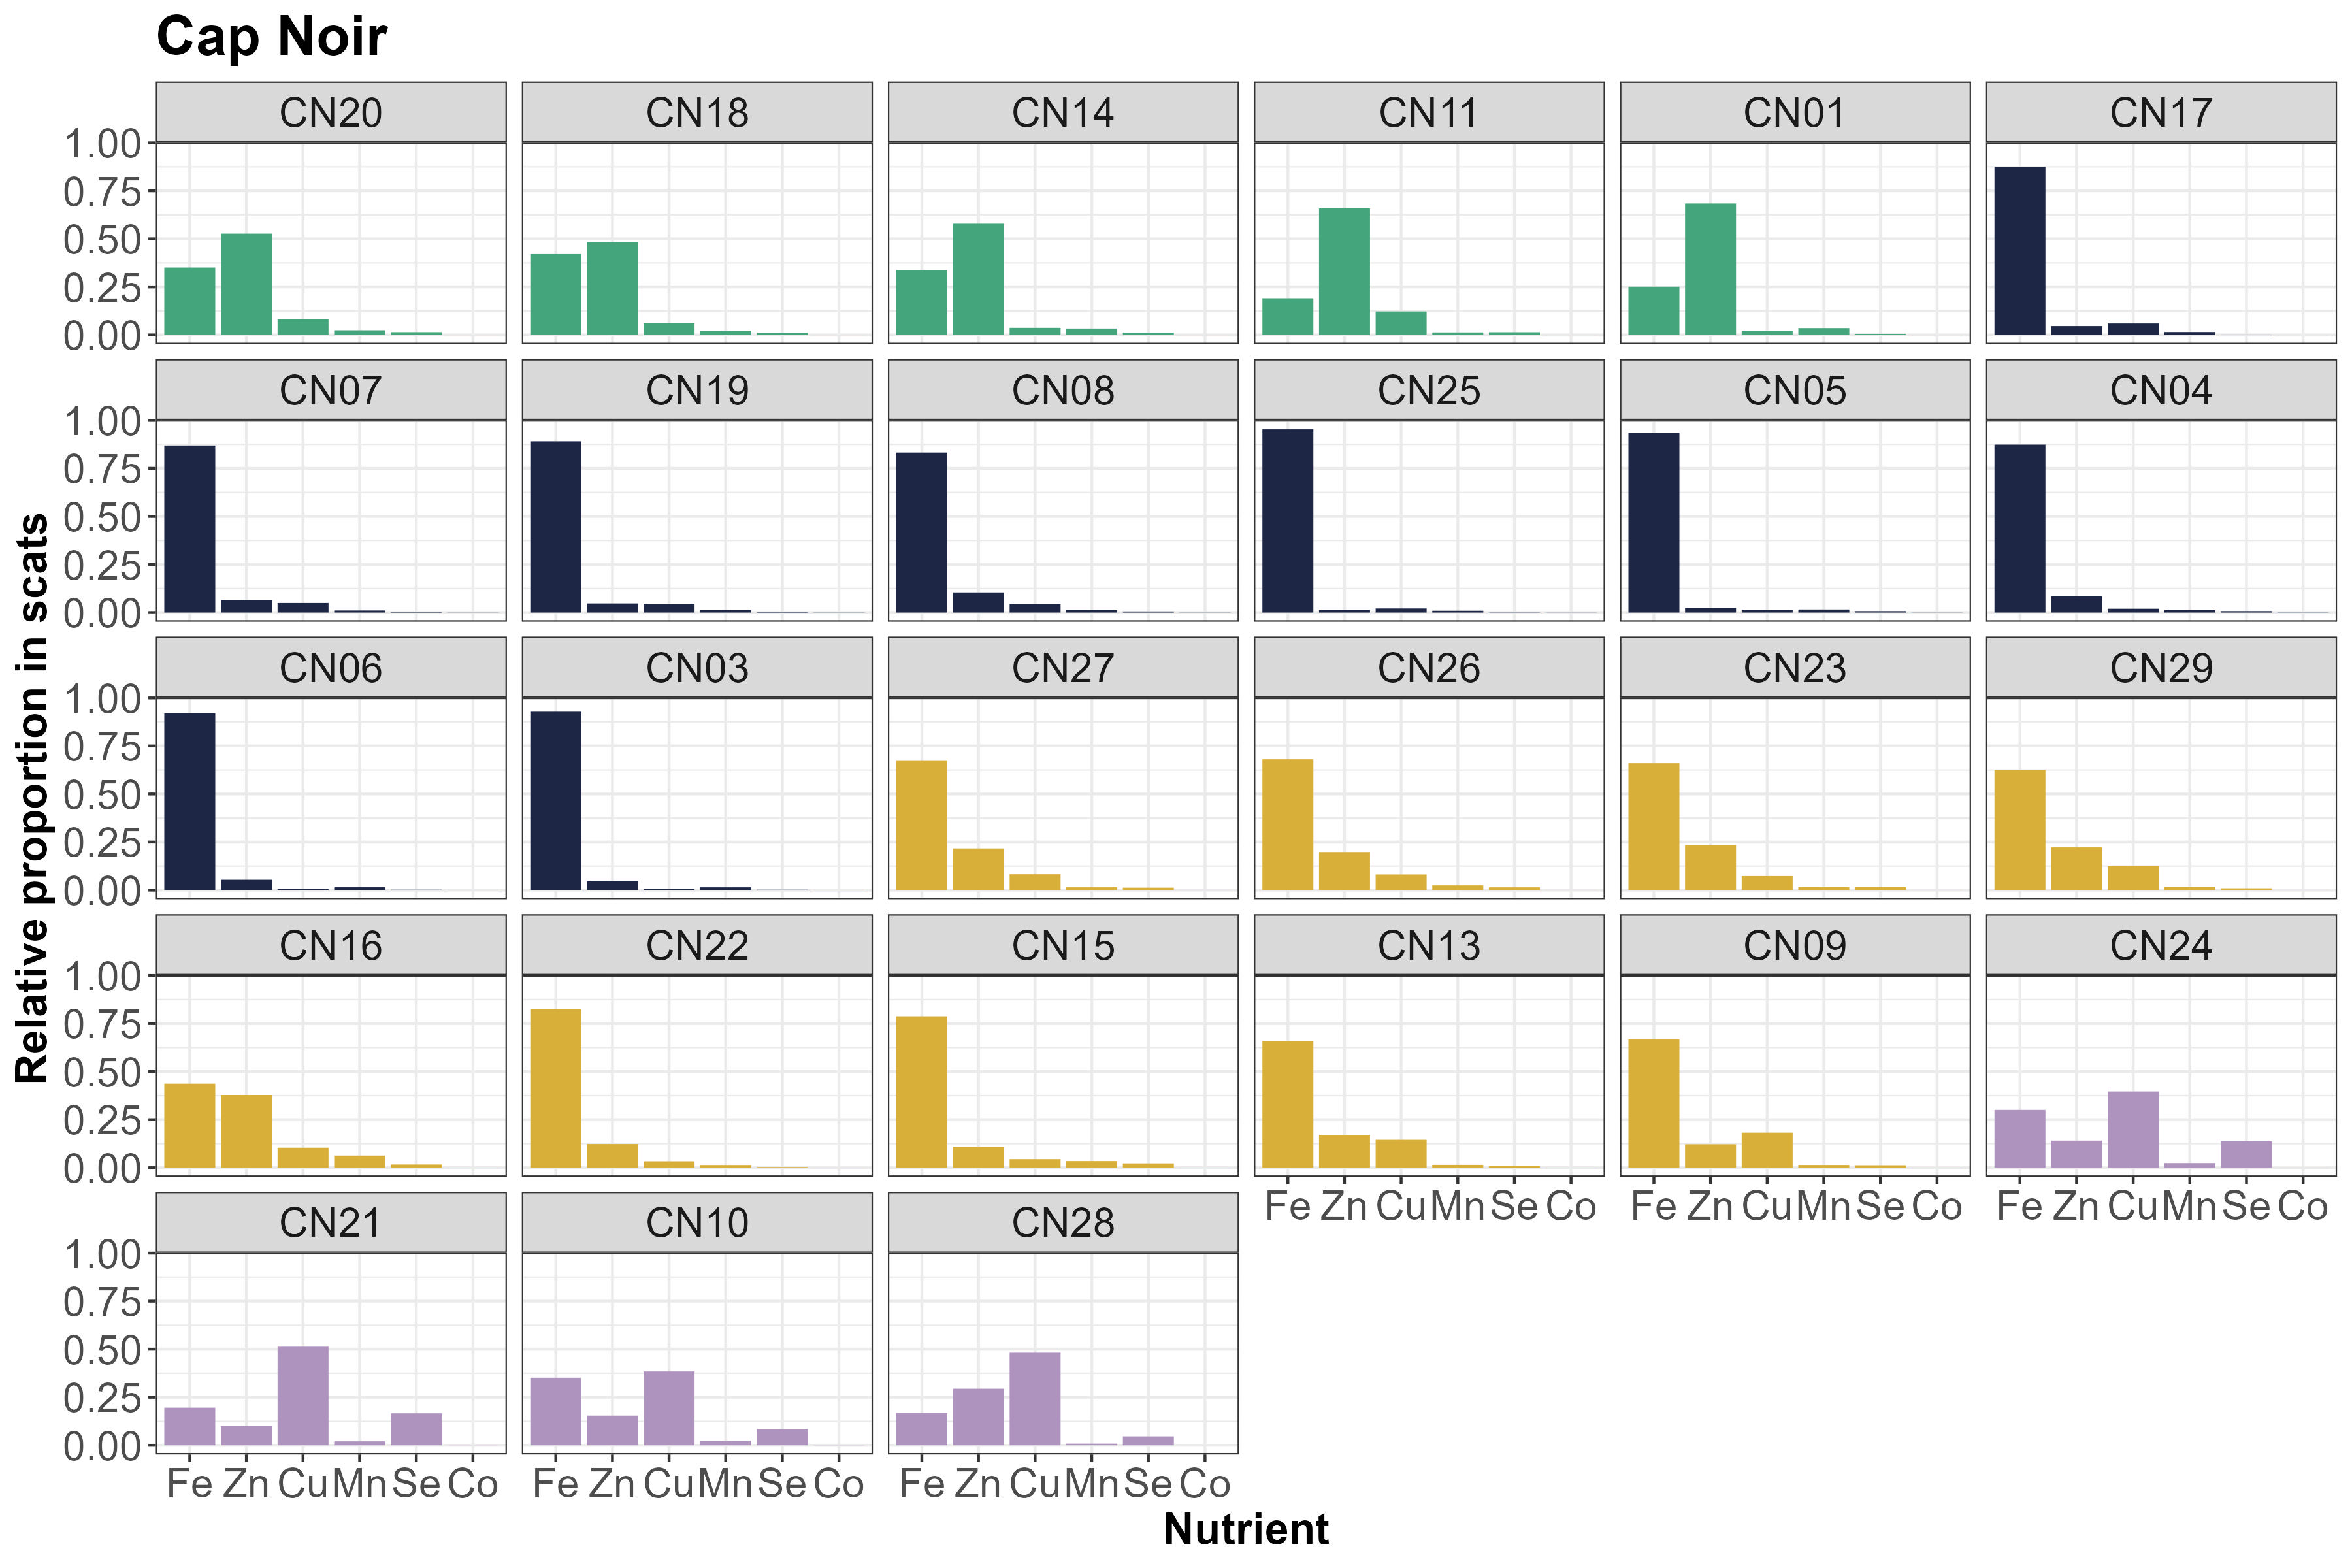 Cap Noir
CN20 CN18 CN14 CN11 CN01 CN17
1.00
0.75
0.50
0.25
0.00
CN07 CN19 CN08 CN25 CN05 CN04
1.00
0.75
0.50
0.25
0.00
CN06 CN03 CN27 CN26 CN23 CN29
1.00
0.75
0.50
0.25
0.00
CN16 CN22 CN15 CN13 CN09 CN24
1.00
0.75
0.50
0.25
0.00
Fe Zn Cu Mn Se Co Fe Zn Cu Mn Se Co Fe Zn Cu Mn Se Co
CN21 CN10 CN28
1.00
0.75
0.50
0.25
0.00
Fe Zn Cu Mn Se Co Fe Zn Cu Mn Se Co Fe Zn Cu Mn Se Co
Nutrient
Relative proportion in scats